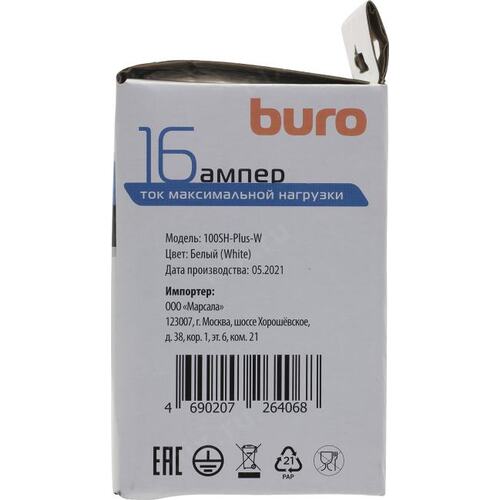 buro
16 ампер
ток максимальной нагрузки
Модель: 100SH-Plus-W
Цвет: Белый (White)
Дата производства: 05.2021
Импортер:
ООО «Марсала»
123007, г. Москва, шоссе Хорошёвское,
д. 38, кор. 1, эт. 6, ком. 21
4 690207 264068
EAC
21
PAP